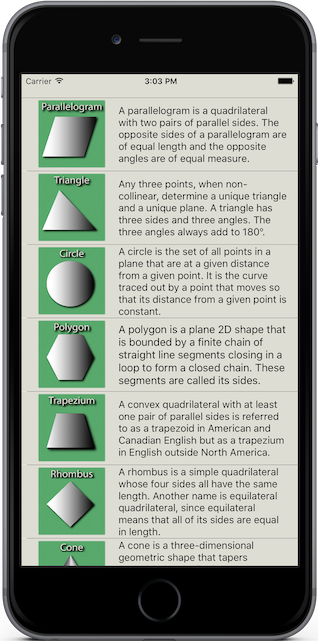 Carrier 3:03 PM
Parallelogram
A parallelogram is a quadrilateral
with two pairs of parallel sides. The
opposite sides of a parallelogram are
of equal length and the opposite
angles are of equal measure.
Triangle
Any three points, when non-
collinear, determine a unique triangle
and a unique plane. A triangle has
three sides and three angles. The
three angles always add to 180°.
Circle
A circle is the set of all points in a
plane that are at a given distance
from a given point. It is the curve
traced out by a point that moves so
that its distance from a given point is
constant.
Polygon
A polygon is a plane 2D shape that
is bounded by a finite chain of
straight line segments closing in a
loop to form a closed chain. These
segments are called its sides.
Trapezium
A convex quadrilateral with at least
one pair of parallel sides is referred
to as a trapezoid in American and
Canadian English but as a trapezium
in English outside North America.
Rhombus
A rhombus is a simple quadrilateral
whose four sides all have the same
length. Another name is equilateral
quadrilateral, since equilateral
means that all of its sides are equal
in length.
Cone
A cone is a three-dimensional
geometric shape that tapers